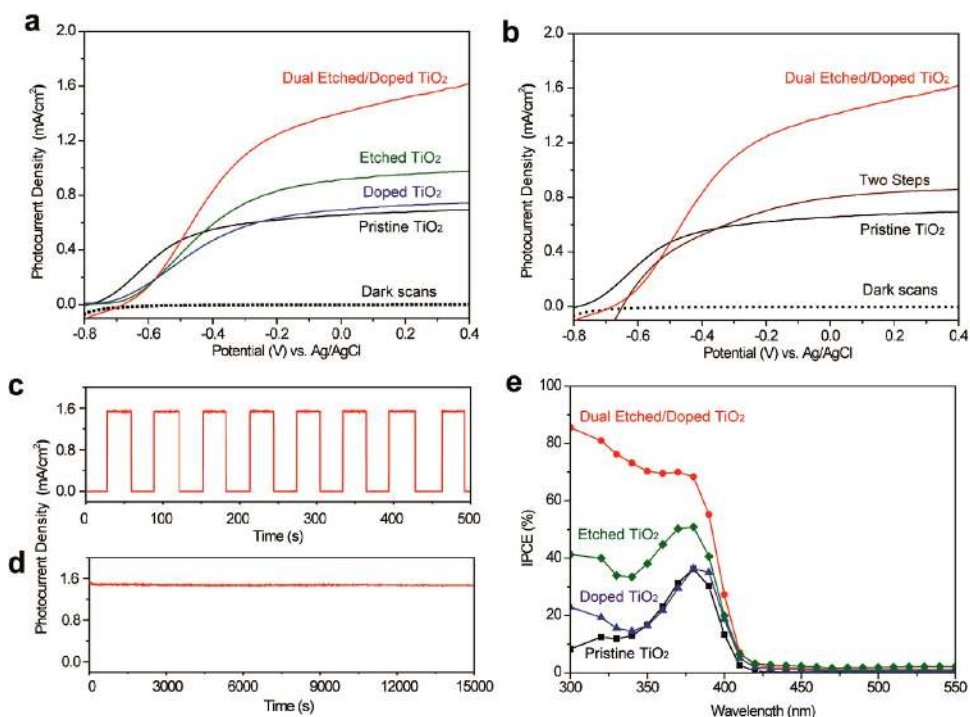 a
2.0
1.6
1.2
0.8
0.4
0.0
Photocurrent Density (mA/cm²)
Dual Etched/Doped TiO₂
Etched TiO₂
Doped TiO₂
Pristine TiO₂
Dark scans
-0.8 -0.6 -0.4 -0.2 0.0 0.2 0.4
Potential (V) vs. Ag/AgCl
b
2.0
1.6
1.2
0.8
0.4
0.0
Photocurrent Density (mA/cm²)
Dual Etched/Doped TiO₂
Two Steps
Pristine TiO₂
Dark scans
-0.8 -0.6 -0.4 -0.2 0.0 0.2 0.4
Potential (V) vs. Ag/AgCl
c
1.6
0.8
0.0
0 100 200 300 400 500
Time (s)
Photocurrent Density (mA/cm²)
d
1.6
0.8
0.0
0 3000 6000 9000 12000 15000
Time (s)
e
100
80
60
40
20
0
IPCE (%)
Dual Etched/Doped TiO₂
Etched TiO₂
Doped TiO₂
Pristine TiO₂
300 350 400 450 500 550
Wavelength (nm)